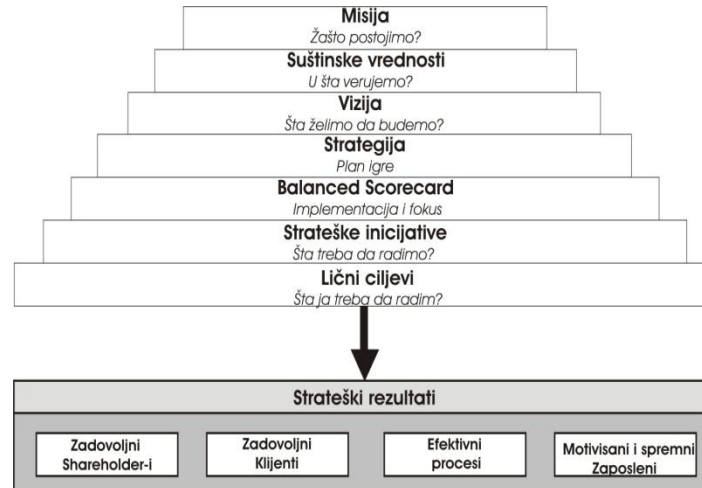 Misija
Žašto postojimo?
Suštinske vrednosti
U šta verujemo?
Vizija
Šta želimo da budemo?
Strategija
Plan igre
Balanced Scorecard
Implementacija i fokus
Strateške inicijative
Šta treba da radimo?
Lični ciljevi
Šta ja treba da radim?
Strateški rezultati
Zadovoljni
Shareholder-i
Zadovoljni
Klijenti
Efektivni
procesi
Motivisani i spremni
Zaposleni